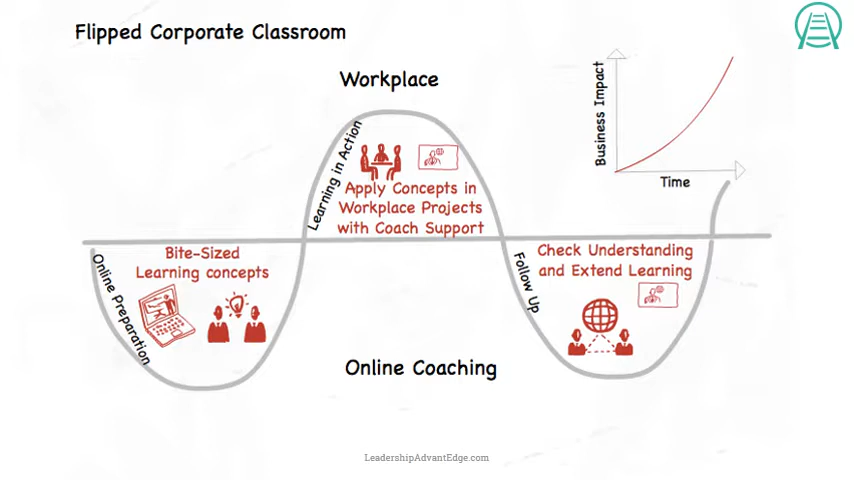 Flipped Corporate Classroom
Workplace
Business Impact
Time
Learning in Action
Apply Concepts in
Workplace Projects
with Coach Support
Online Preparation
Bite-Sized
Learning concepts
Follow Up
Check Understanding
and Extend Learning
Online Coaching
LeadershipAdvantEdge.com